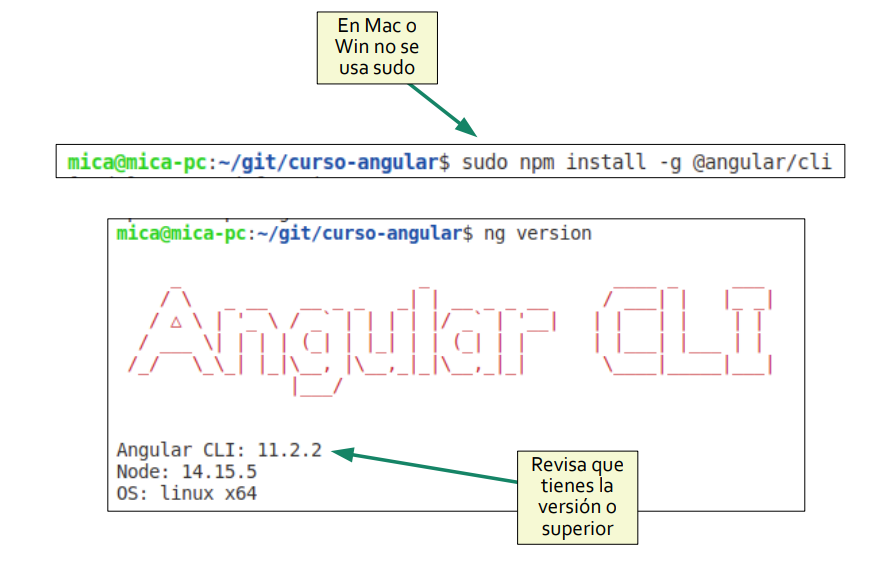 En Mac o
Win no se
usa sudo
mica@mica-pc:~/git/curso-angular$ sudo npm install -g @angular/cli
mica@mica-pc:~/git/curso-angular$ ng version
Angular CLI
Angular CLI: 11.2.2
Node: 14.15.5
OS: linux x64
Revisa que
tienes la
versión o
superior